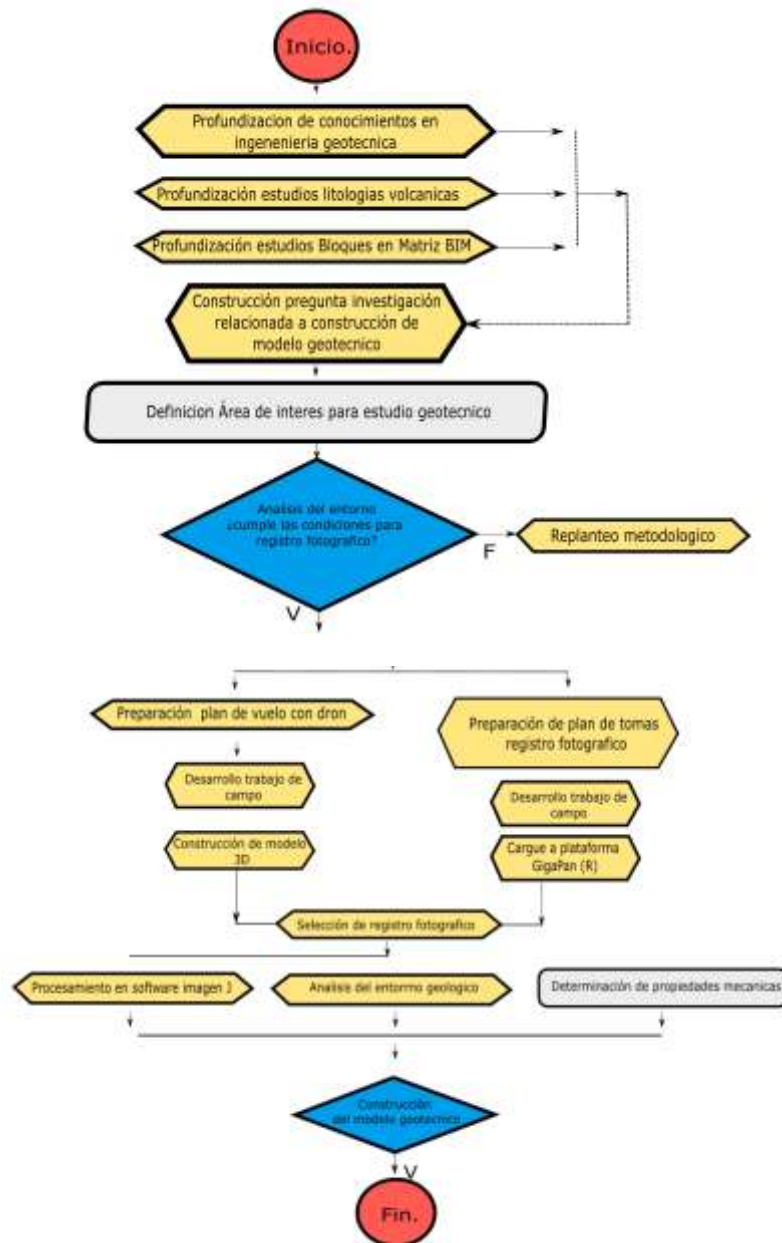 Inicio.
Profundizacion de conocimientos en
ingenenieria geotecnica
Profundización estudios litologias volcanicas
Profundización estudios Bloques en Matriz BIM
Construcción pregunta investigación
relacionada a construcción de
modelo geotecnico
Definicion Área de interes para estudio geotecnico
Analisis del entorno
¿cumple las condiciones para
registro fotografico?
F
Replanteo metodologico
V
Preparación plan de vuelo con dron
Preparación de plan de tomas
registro fotografico
Desarrollo trabajo de
campo
Desarrollo trabajo de
campo
Construcción de modelo
3D
Cargue a plataforma
GigaPan (R)
Selección de registro fotografico
Procesamiento en software imagen J
Analisis del entormo geologico
Determinación de propiedades mecanicas
Construcción
del modelo geotecnico
V
Fin.